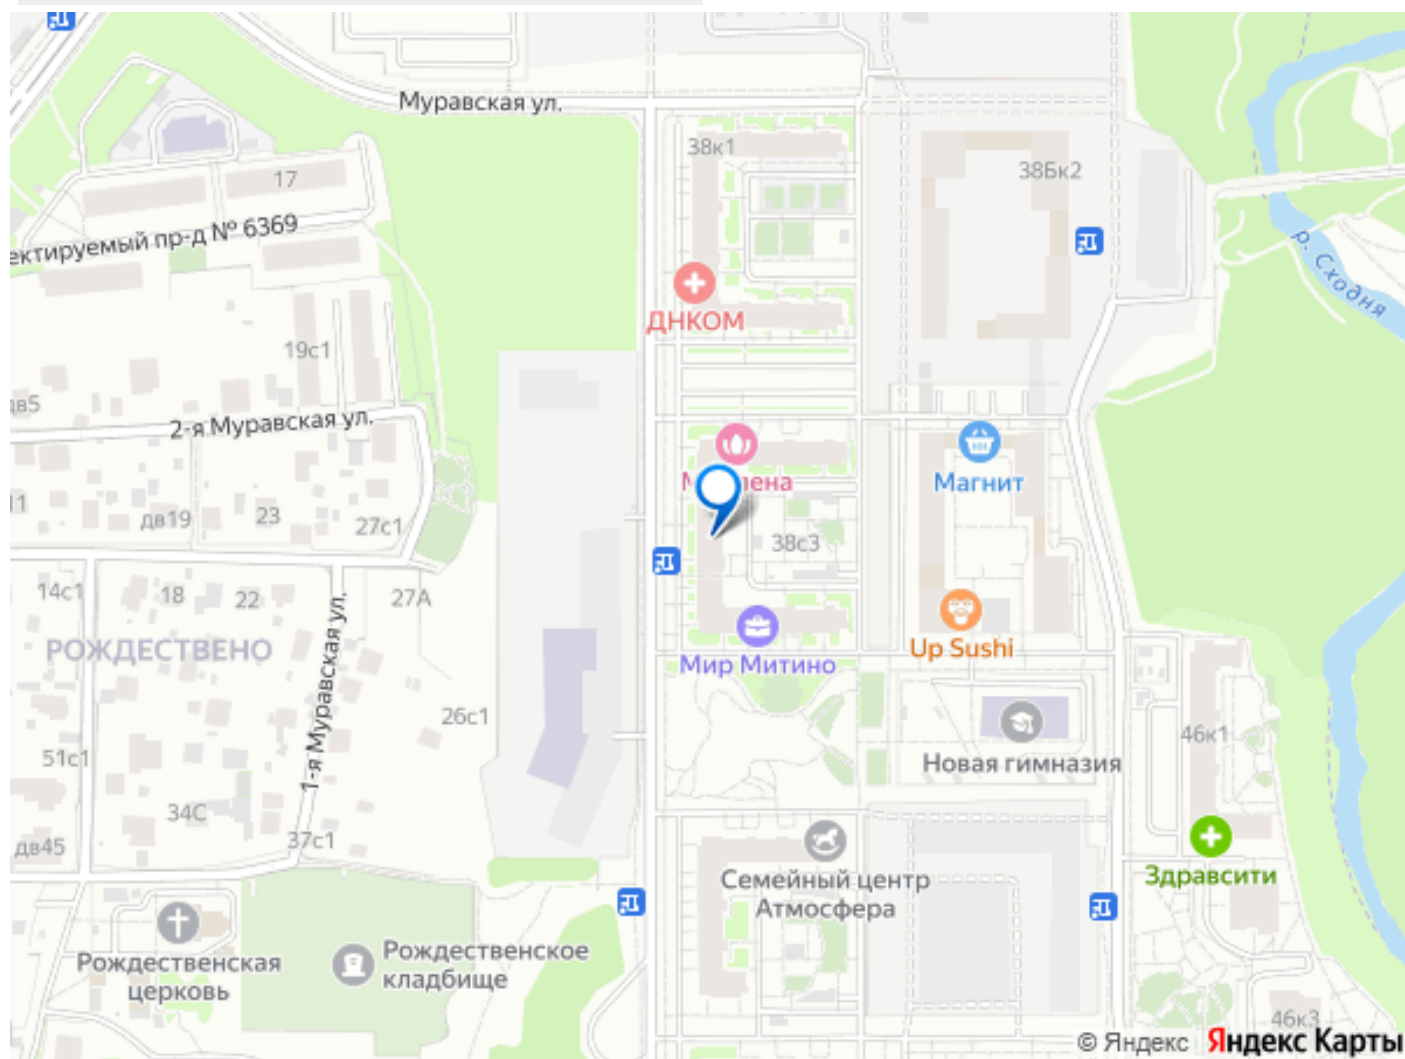 Муравская ул.
38к1
38Бк2
17
ектируемый пр-д № 6369
р. Сходня
ДНКОМ
19с1
дв5
2-я Муравская ул.
Магнит
11
дв19
23
27с1
38с3
14с1
18
22
27А
РОЖДЕСТВЕНО
Up Sushi
Мир Митино
1-я Муравская ул.
26с1
46к1
51с1
Новая гимназия
34С
37с1
дв45
Семейный центр
Атмосфера
Здравсити
Рождественская
церковь
Рождественское
кладбище
46к3
© Яндекс Яндекс Карты